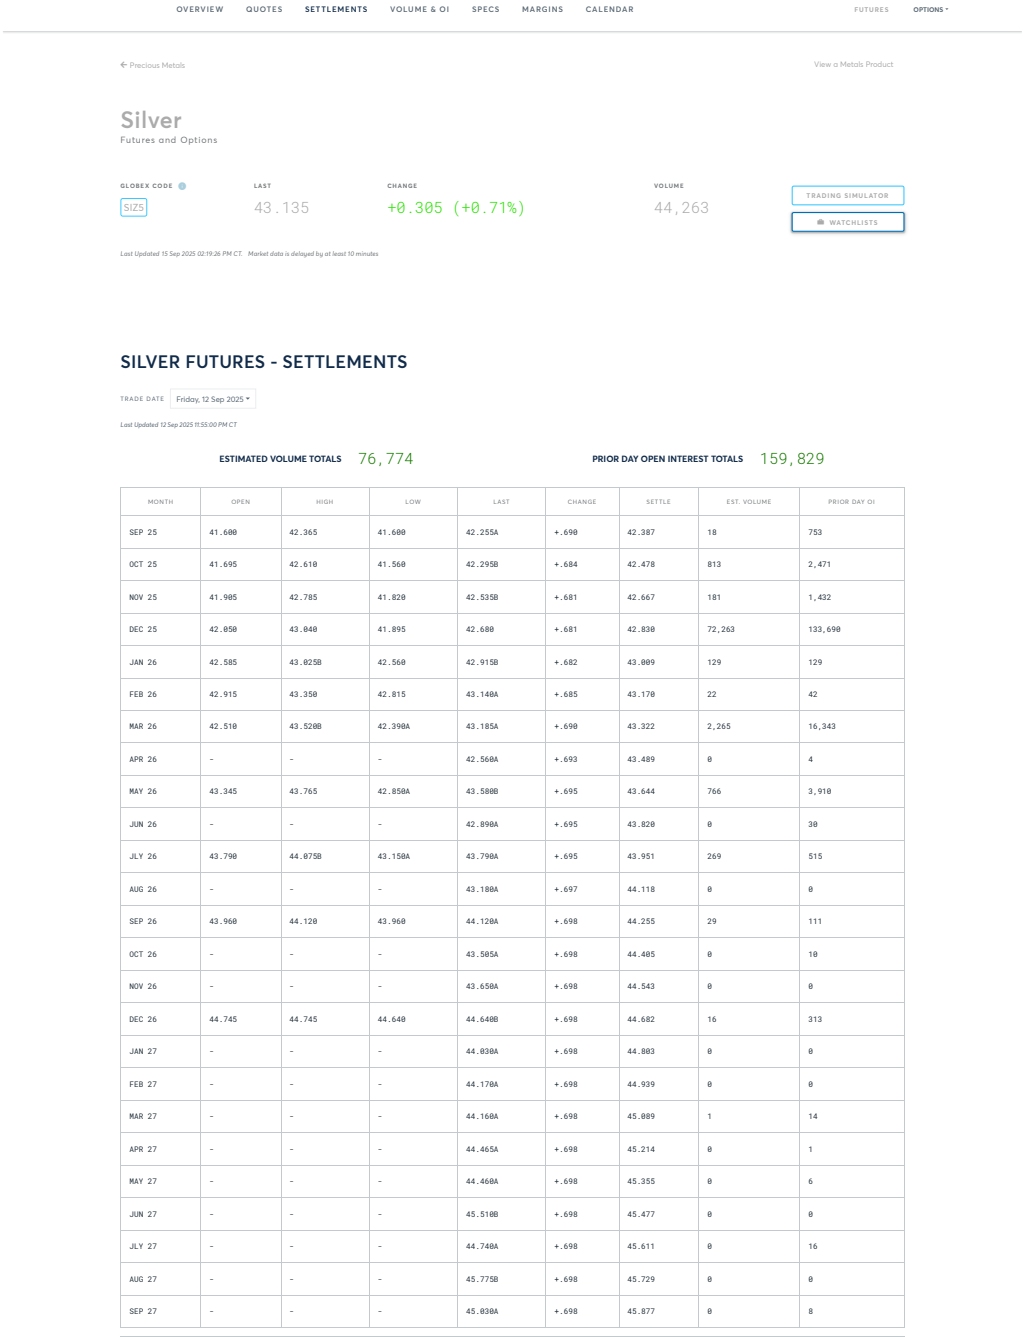 OVERVIEW QUOTES SETTLEMENTS VOLUME & OI SPECS MARGINS CALENDAR FUTURES OPTIONS
Precious Metals View a Metals Product
Silver
Futures and Options
GLOBEX CODE LAST CHANGE VOLUME
SIZ5 43.135 +0.305 (+0.71%) 44,263
TRADING SIMULATOR
WATCHLISTS
Last Updated 15 Sep 2025 02:19:26 PM CT. Market data is delayed by at least 10 minutes
SILVER FUTURES - SETTLEMENTS
TRADE DATE Friday, 12 Sep 2025
Last Updated 12 Sep 2025 11:55:00 PM CT
ESTIMATED VOLUME TOTALS 76,774 PRIOR DAY OPEN INTEREST TOTALS 159,829
MONTH OPEN HIGH LOW LAST CHANGE SETTLE EST. VOLUME PRIOR DAY OI
SEP 25 41.600 42.365 41.600 42.255A +.690 42.387 18 753
OCT 25 41.695 42.610 41.560 42.295B +.684 42.478 813 2,471
NOV 25 41.905 42.785 41.820 42.535B +.681 42.667 181 1,432
DEC 25 42.050 43.040 41.895 42.680 +.681 42.830 72,263 133,690
JAN 26 42.585 43.025B 42.560 42.915B +.682 43.009 129 129
FEB 26 42.915 43.350 42.815 43.140A +.685 43.170 22 42
MAR 26 42.510 43.520B 42.390A 43.185A +.690 43.322 2,265 16,343
APR 26 - - - 42.560A +.693 43.489 0 4
MAY 26 43.345 43.765 42.850A 43.580B +.695 43.644 766 3,910
JUN 26 - - - 42.890A +.695 43.820 0 30
JLY 26 43.790 44.075B 43.150A 43.790A +.695 43.951 269 515
AUG 26 - - - 43.180A +.697 44.118 0 0
SEP 26 43.960 44.120 43.960 44.120A +.698 44.255 29 111
OCT 26 - - - 43.505A +.698 44.405 0 10
NOV 26 - - - 43.650A +.698 44.543 0 0
DEC 26 44.745 44.745 44.640 44.640B +.698 44.682 16 313
JAN 27 - - - 44.030A +.698 44.803 0 0
FEB 27 - - - 44.170A +.698 44.939 0 0
MAR 27 - - - 44.160A +.698 45.089 1 14
APR 27 - - - 44.465A +.698 45.214 0 1
MAY 27 - - - 44.460A +.698 45.355 0 6
JUN 27 - - - 45.510B +.698 45.477 0 0
JLY 27 - - - 44.740A +.698 45.611 0 16
AUG 27 - - - 45.775B +.698 45.729 0 0
SEP 27 - - - 45.030A +.698 45.877 0 8